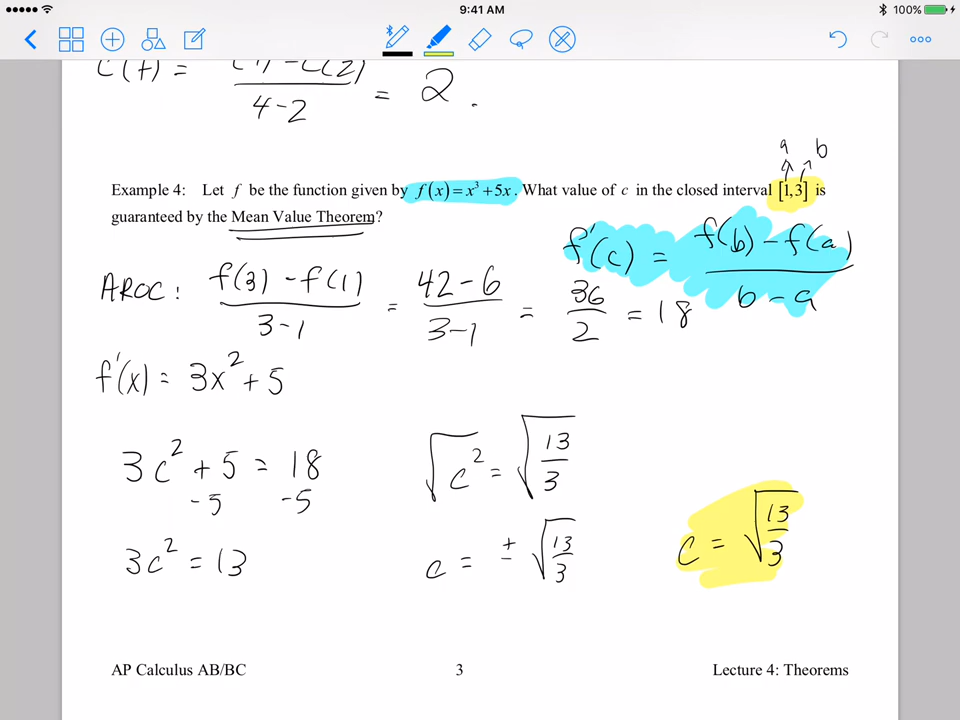 9:41 AM
100%
4-2 = 2.
a b
Example 4: Let f be the function given by f(x) = x³ + 5x. What value of c in the closed interval [1,3] is
guaranteed by the Mean Value Theorem?
f'(c) = f(b) - f(a) / b - a
AROC: f(3) - f(1) / 3-1 = 42-6 / 3-1 = 36 / 2 = 18
f'(x) = 3x² + 5
3c² + 5 = 18
-5 -5
3c² = 13
√c² = √13/3
c = ± √13/3
c = √13/3
AP Calculus AB/BC 3 Lecture 4: Theorems